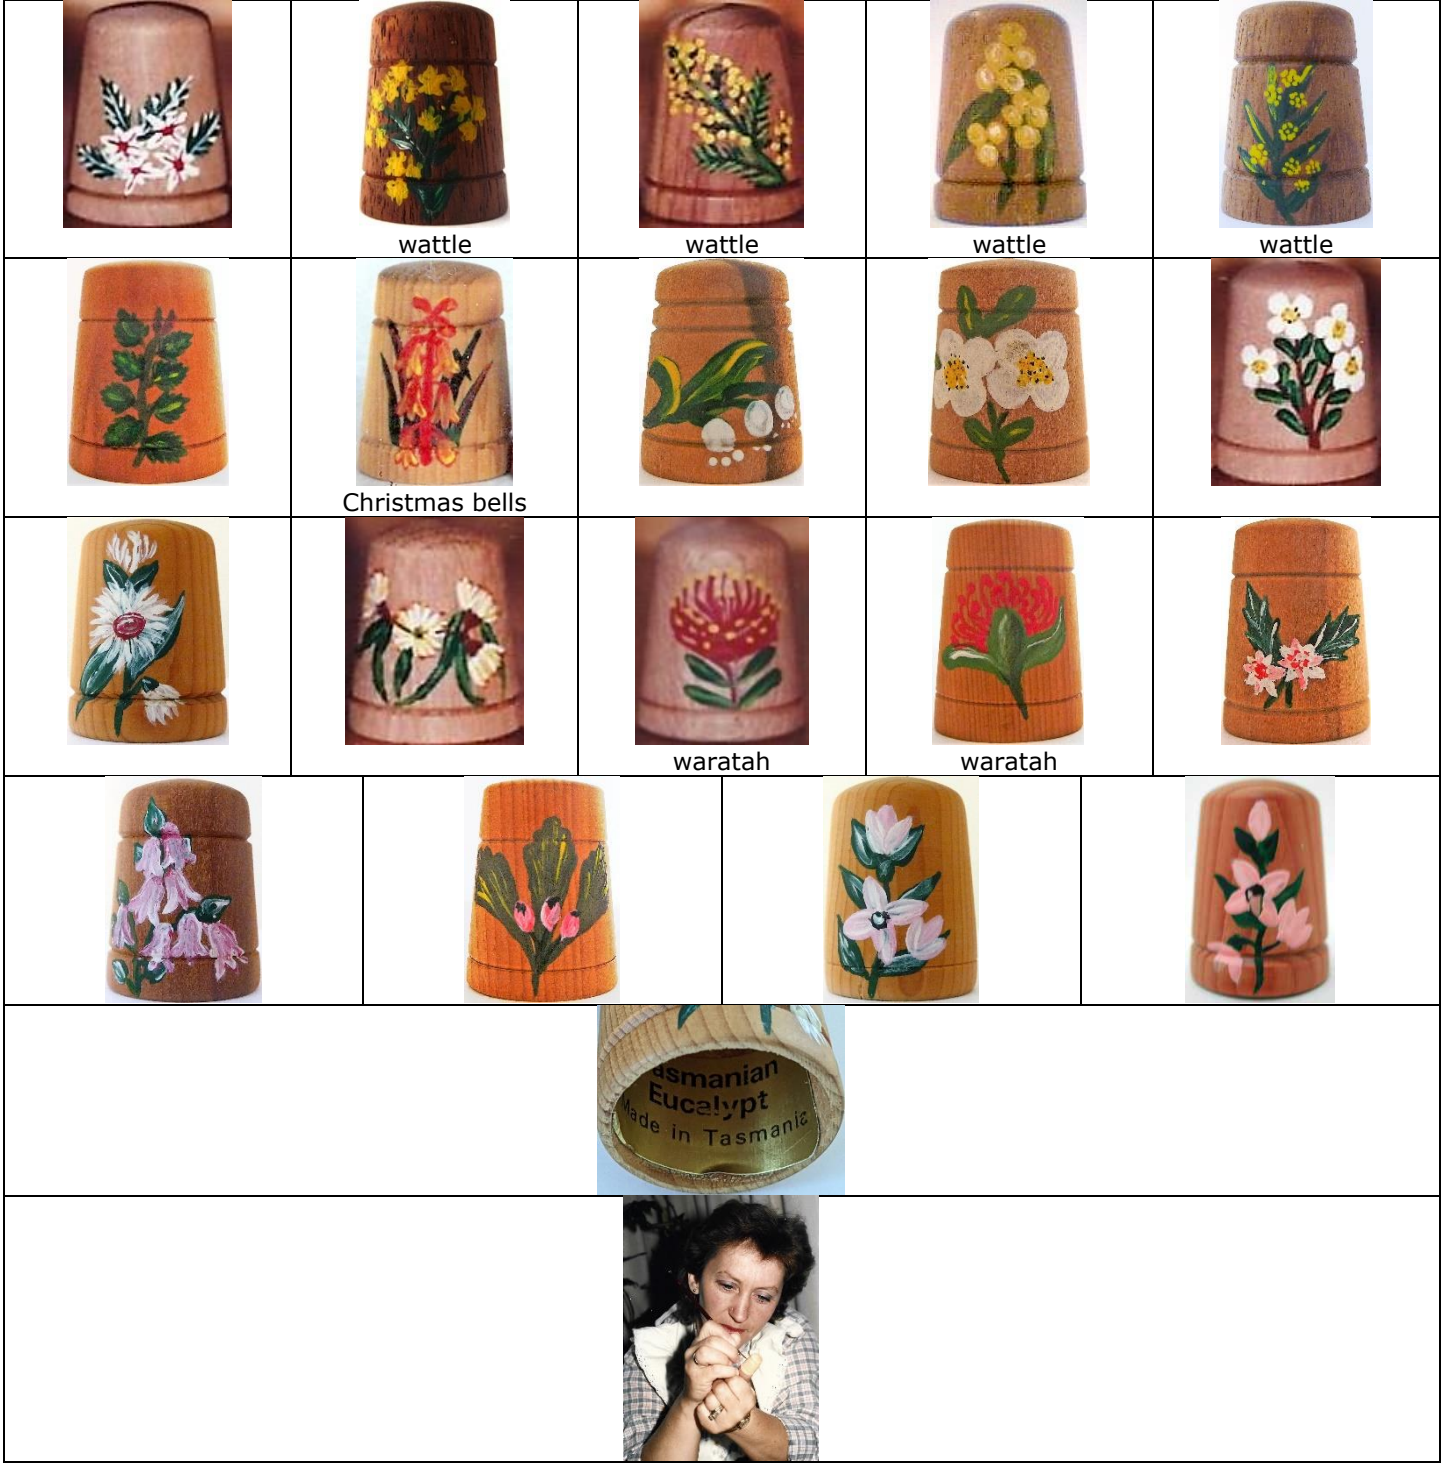 wattle
wattle
wattle
wattle
Christmas bells
waratah
waratah
asmanian
Eucalypt
Made in Tasmania